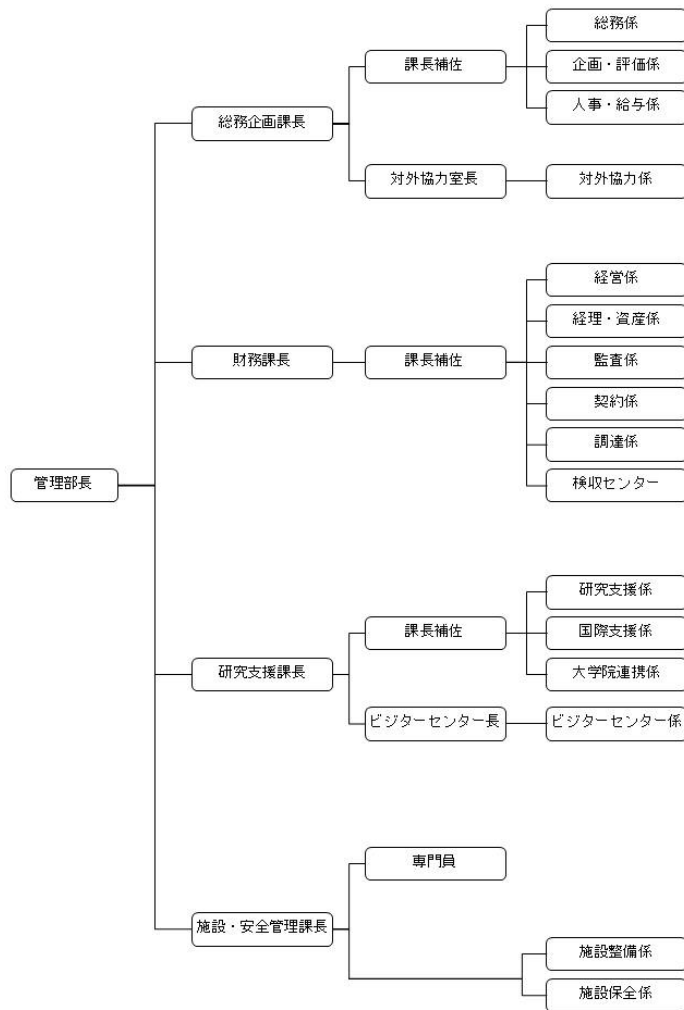 総務係
課長補佐
企画・評価係
人事・給与係
総務企画課長
対外協力室長
対外協力係
経営係
経理・資産係
財務課長
課長補佐
監査係
契約係
調達係
管理部長
検収センター
研究支援係
課長補佐
国際支援係
研究支援課長
大学院連携係
ビジターセンター長
ビジターセンター係
専門員
施設・安全管理課長
施設整備係
施設保全係